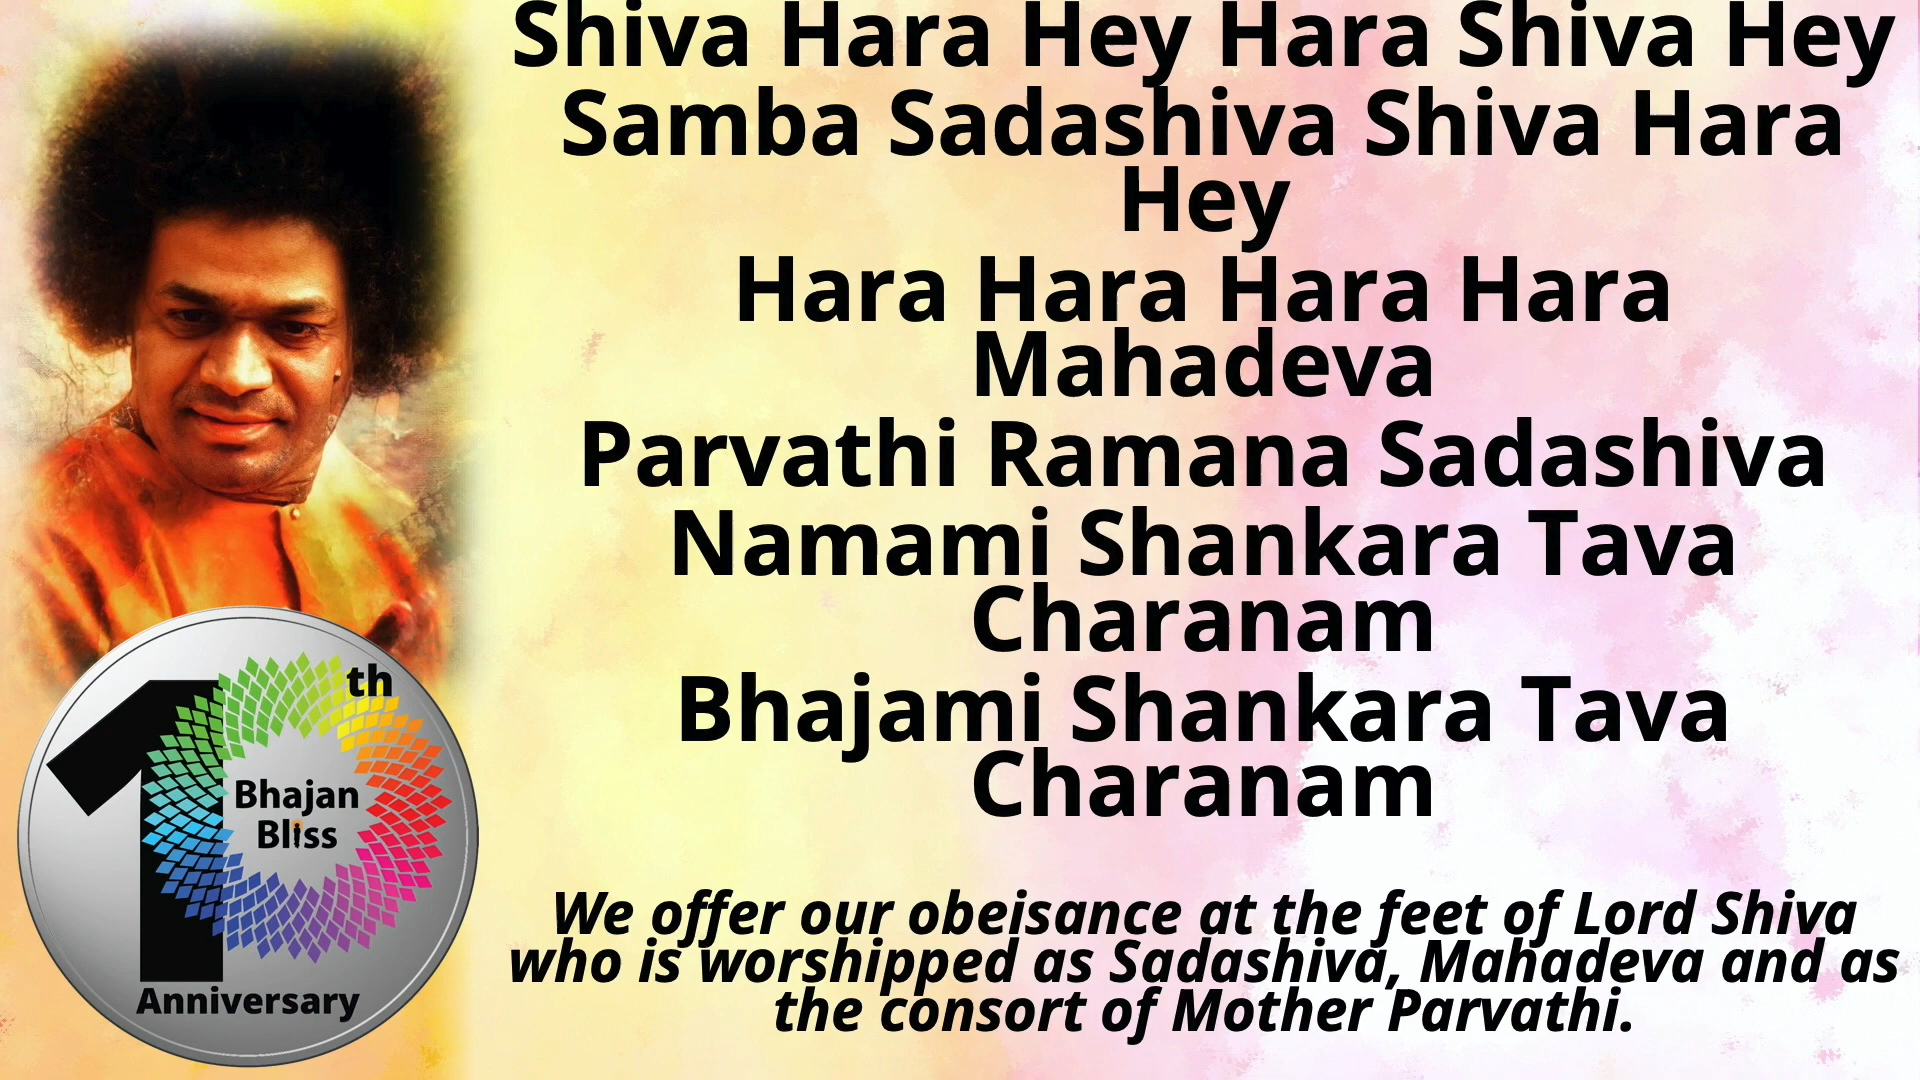 Shiva Hara Hey Hara Shiva Hey
Samba Sadashiva Shiva Hara
Hey
Hara Hara Hara Hara
Mahadeva
Parvathi Ramana Sadashiva
Namami Shankara Tava
Charanam
Bhajami Shankara Tava
Charanam
We offer our obeisance at the feet of Lord Shiva
who is worshipped as Sadashiva, Mahadeva and as
the consort of Mother Parvathi.
10th
Bhajan
Bliss
Anniversary